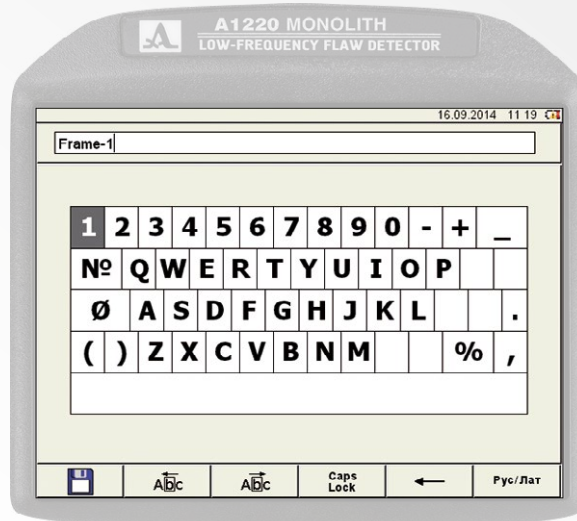 A1220 MONOLITH
LOW-FREQUENCY FLAW DETECTOR
16.09.2014 11 19
Frame-1
1 2 3 4 5 6 7 8 9 0 - + _
№ Q W E R T Y U I O P
Ø A S D F G H J K L .
( ) Z X C V B N M % ,
Abc Abc Caps Lock ← Рус/Лат